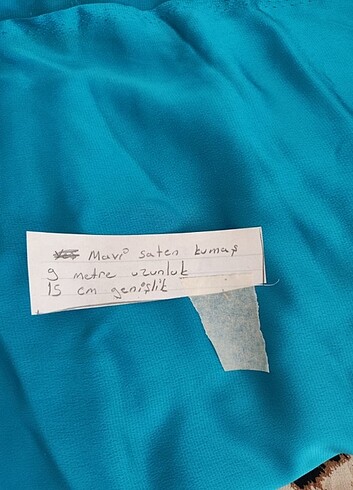 Mavi saten kumaş
9 metre uzunluk
15 cm genişlik